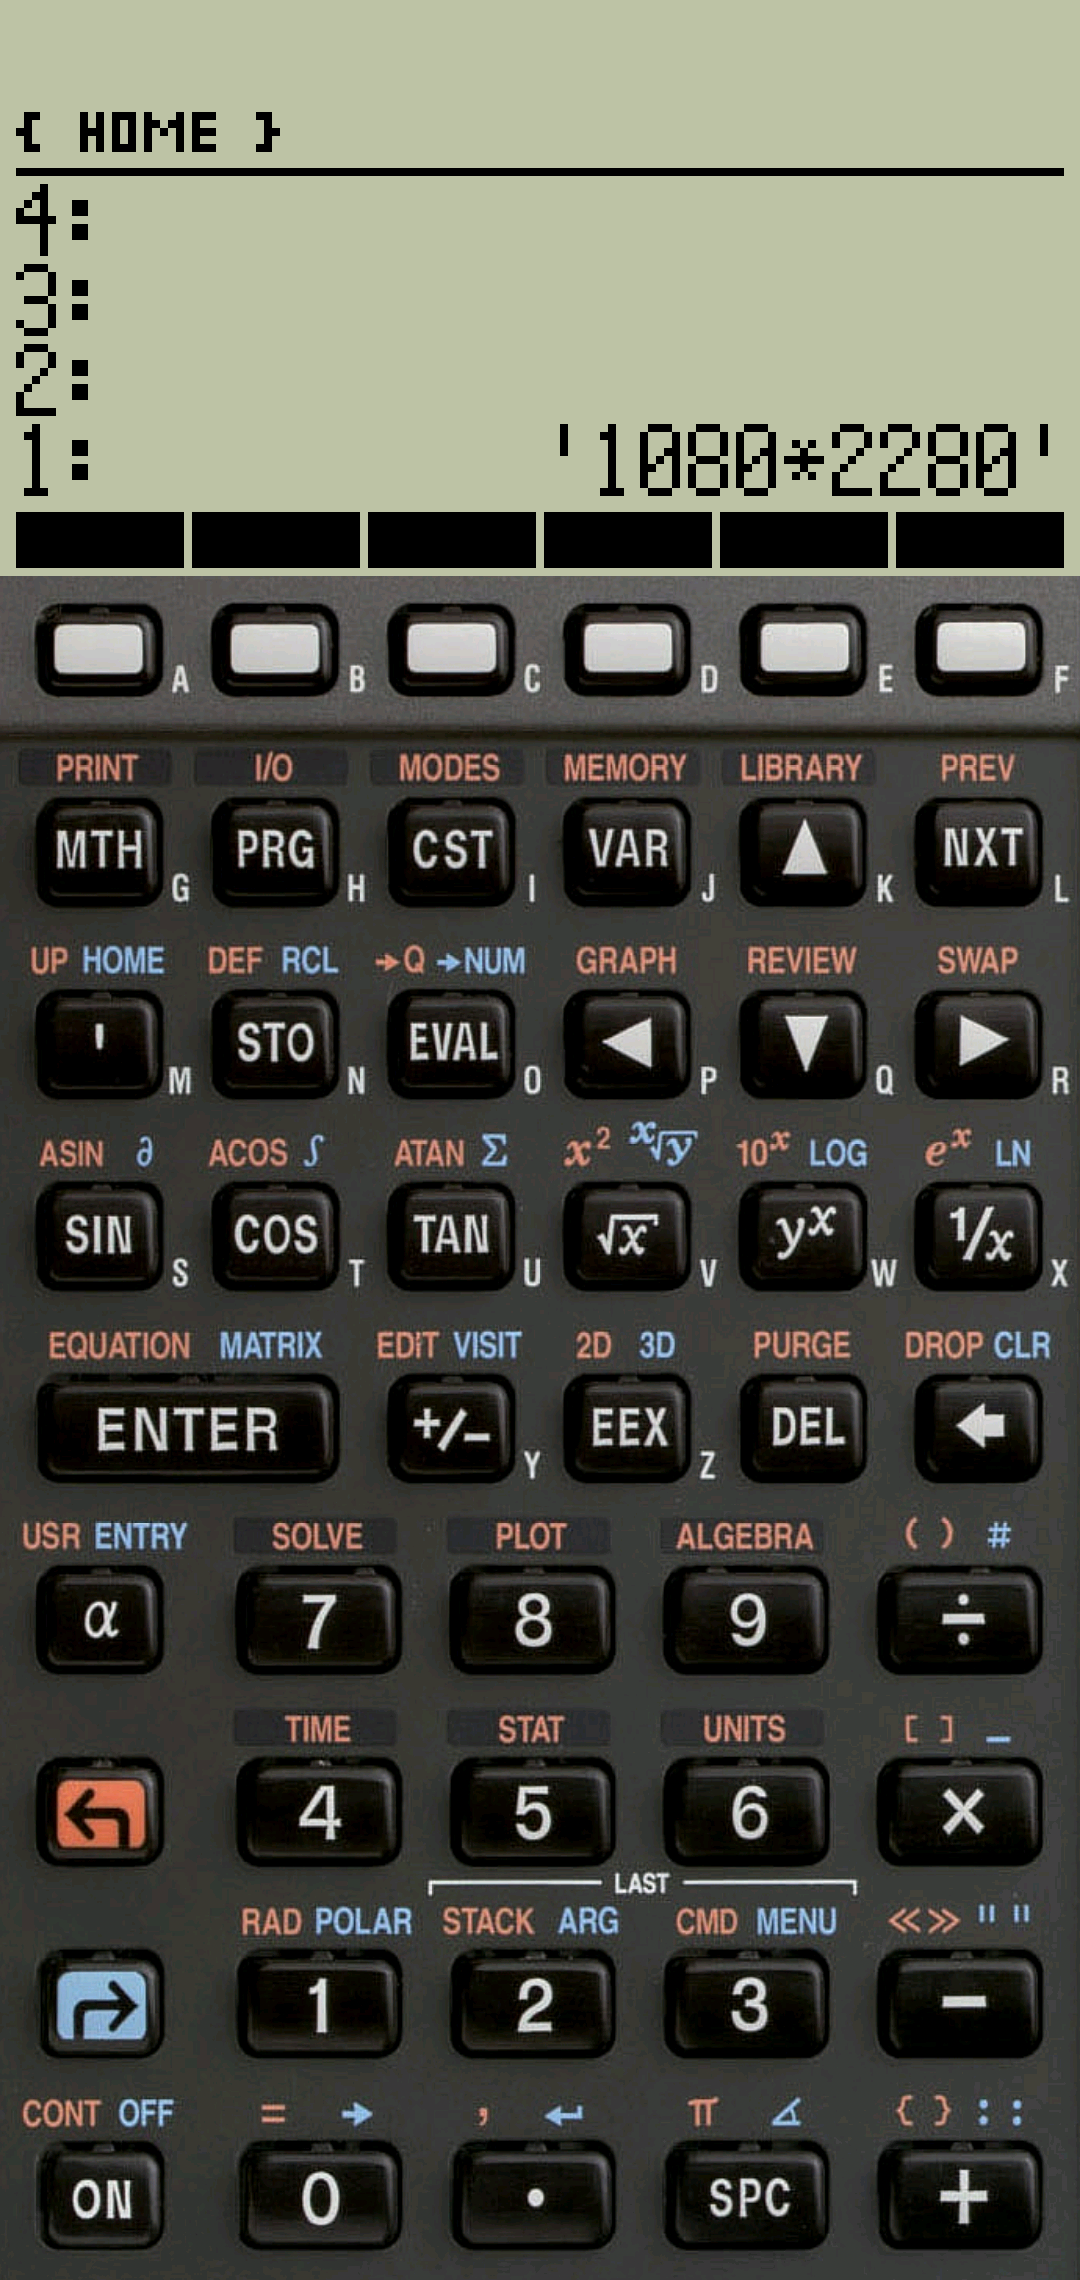 { HOME }
4:
3:
2:
1: '1080*2280'
A B C D E F
PRINT I/O MODES MEMORY LIBRARY PREV
MTH PRG CST VAR ▲ NXT
G H I J K L
UP HOME DEF RCL →Q →NUM GRAPH REVIEW SWAP
' STO EVAL ◀ ▼ ▶
M N O P Q R
ASIN ∂ ACOS ∫ ATAN Σ x² ˣ√y 10ˣ LOG eˣ LN
SIN COS TAN √x yˣ 1/x
S T U V W X
EQUATION MATRIX EDIT VISIT 2D 3D PURGE DROP CLR
ENTER +/− EEX DEL ⬅
Y Z
USR ENTRY SOLVE PLOT ALGEBRA ( ) #
α 7 8 9 ÷
TIME STAT UNITS [ ] _
4 5 6 ×
LAST
RAD POLAR STACK ARG CMD MENU ≪≫ " "
1 2 3 −
CONT OFF = → , ↵ π ∡ { } : :
ON 0 . SPC +